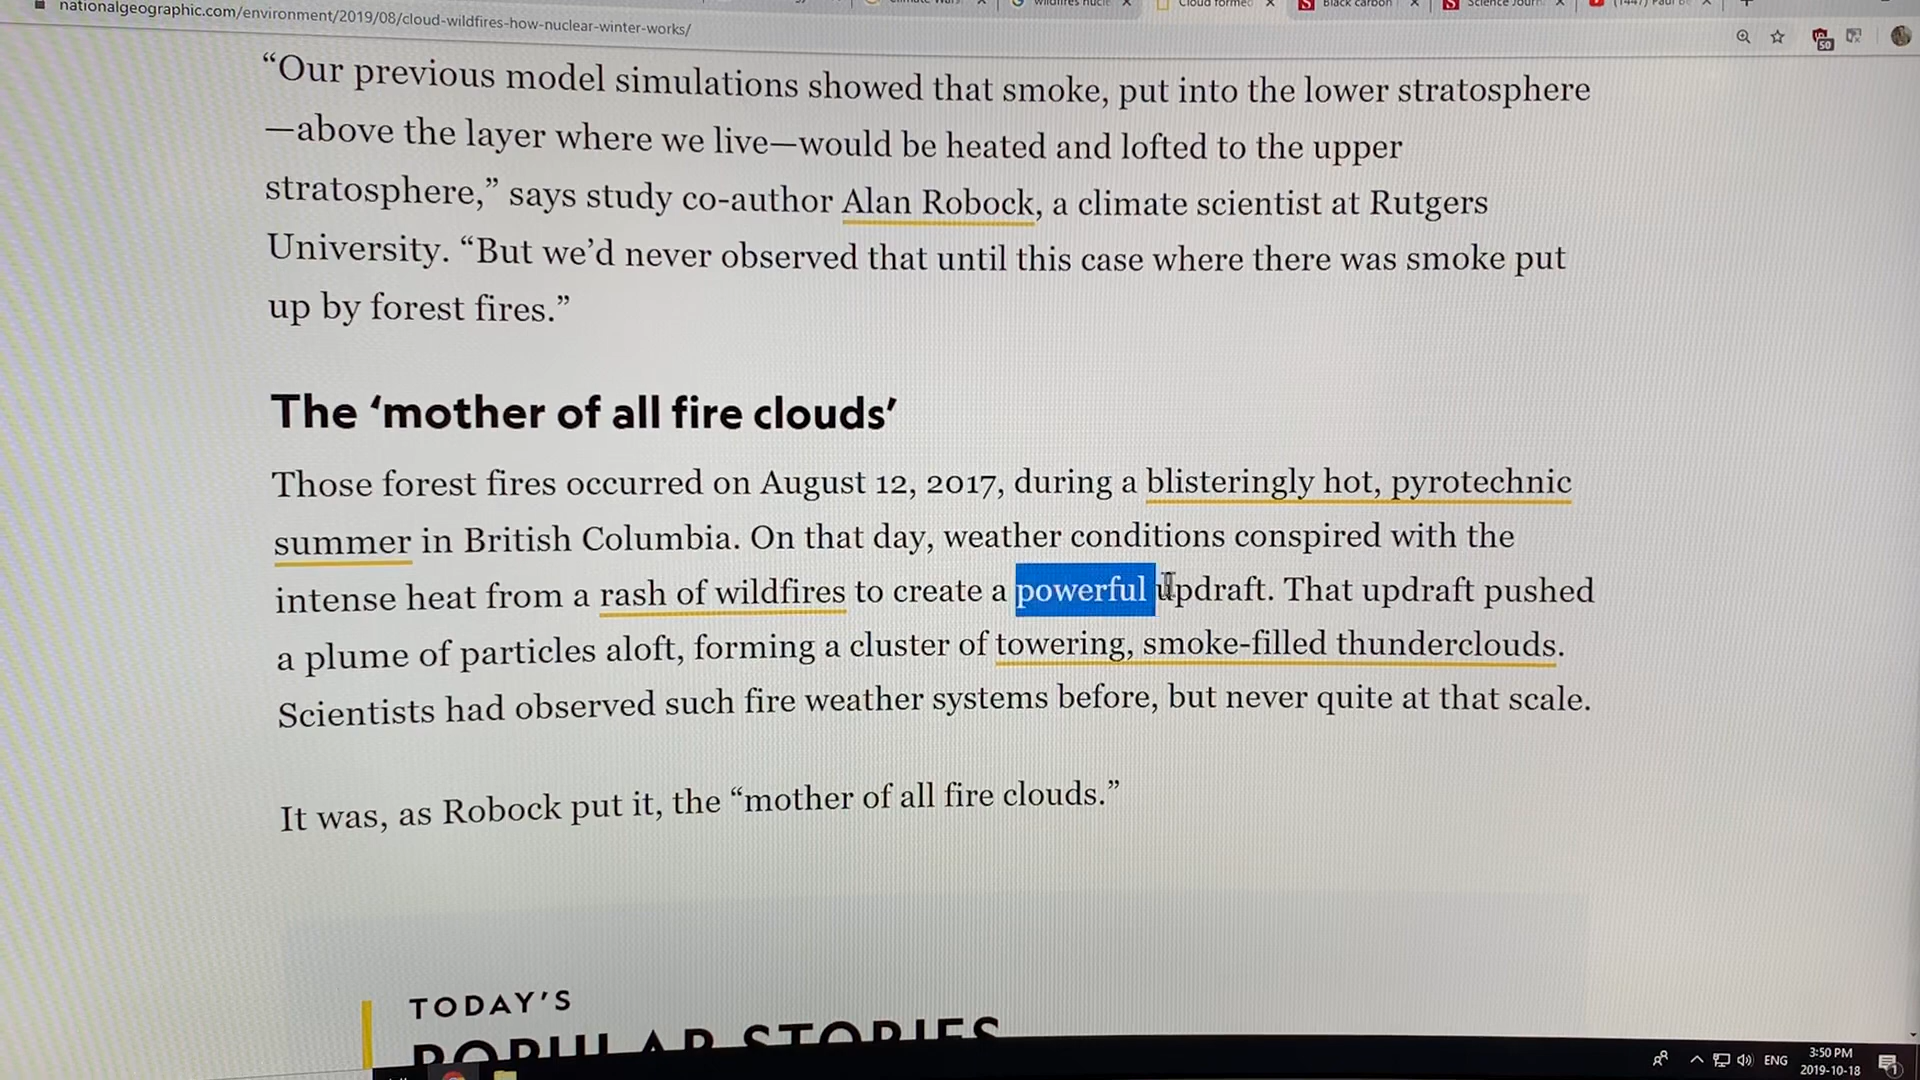 nationalgeographic.com/environment/2019/08/cloud-wildfires-how-nuclear-winter-works/
Cloud formed
Black carbon
50
“Our previous model simulations showed that smoke, put into the lower stratosphere
—above the layer where we live—would be heated and lofted to the upper
stratosphere,” says study co-author Alan Robock, a climate scientist at Rutgers
University. “But we’d never observed that until this case where there was smoke put
up by forest fires.”
The ‘mother of all fire clouds’
Those forest fires occurred on August 12, 2017, during a blisteringly hot, pyrotechnic
summer in British Columbia. On that day, weather conditions conspired with the
intense heat from a rash of wildfires to create a powerful updraft. That updraft pushed
a plume of particles aloft, forming a cluster of towering, smoke-filled thunderclouds.
Scientists had observed such fire weather systems before, but never quite at that scale.
It was, as Robock put it, the “mother of all fire clouds.”
TODAY’S
POPULAR STORIES
ENG
3:50 PM
2019-10-18
1